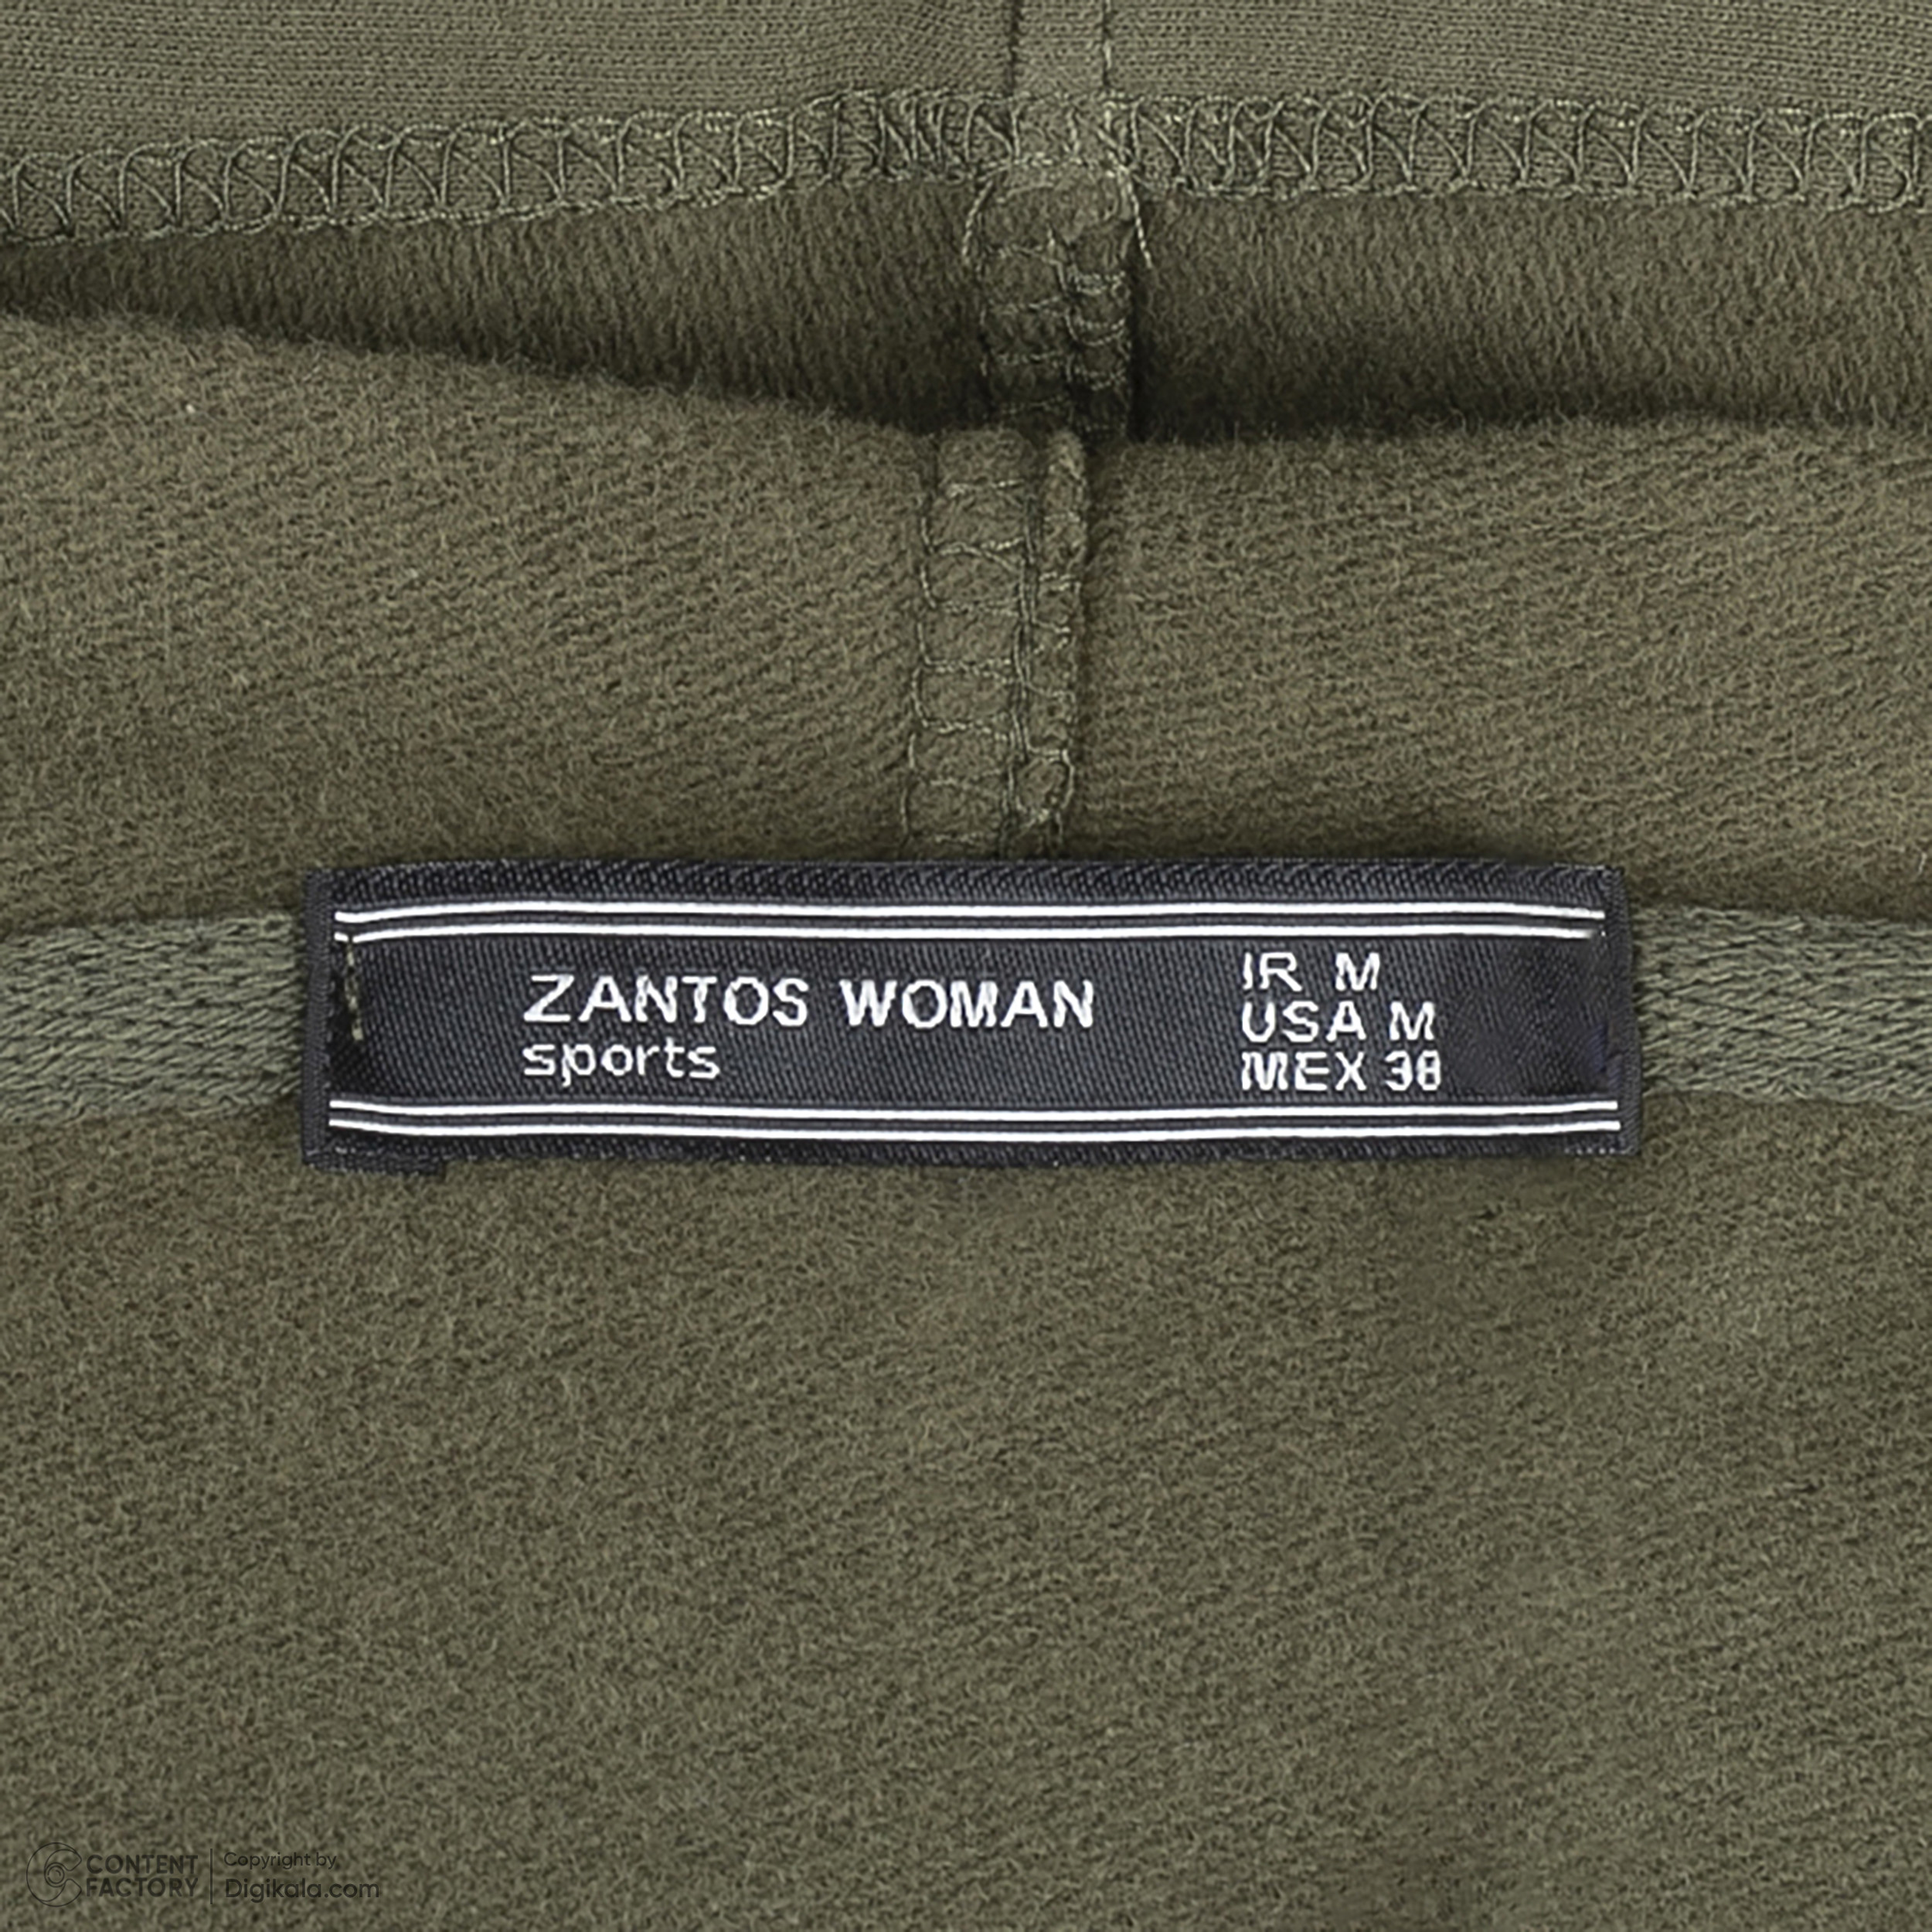 ZANTOS WOMAN
sports
IR M
USA M
MEX 38
CONTENT
FACTORY
Copyright by
Digikala.com